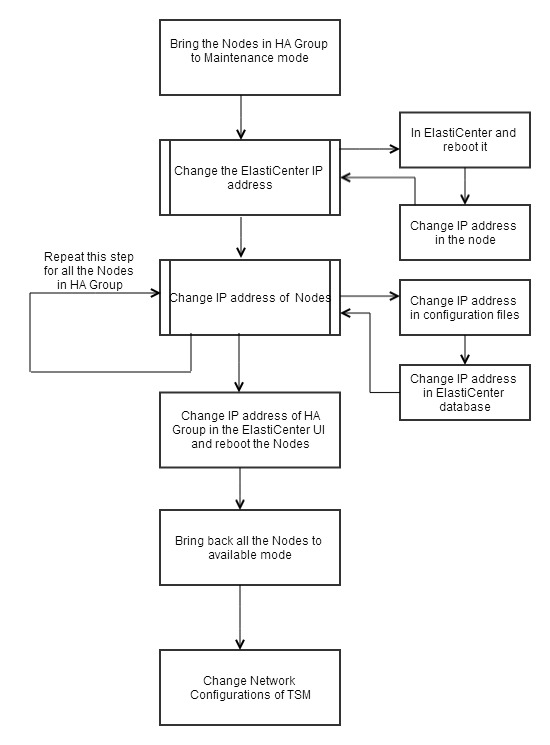 Bring the Nodes in HA Group
to Maintenance mode
In ElastiCenter and
reboot it
Change the ElastiCenter IP
address
Change IP address
in the node
Repeat this step
for all the Nodes
in HA Group
Change IP address of Nodes
Change IP address
in configuration files
Change IP address
in ElastiCenter
database
Change IP address of HA
Group in the ElastiCenter UI
and reboot the Nodes
Bring back all the Nodes to
available mode
Change Network
Configurations of TSM